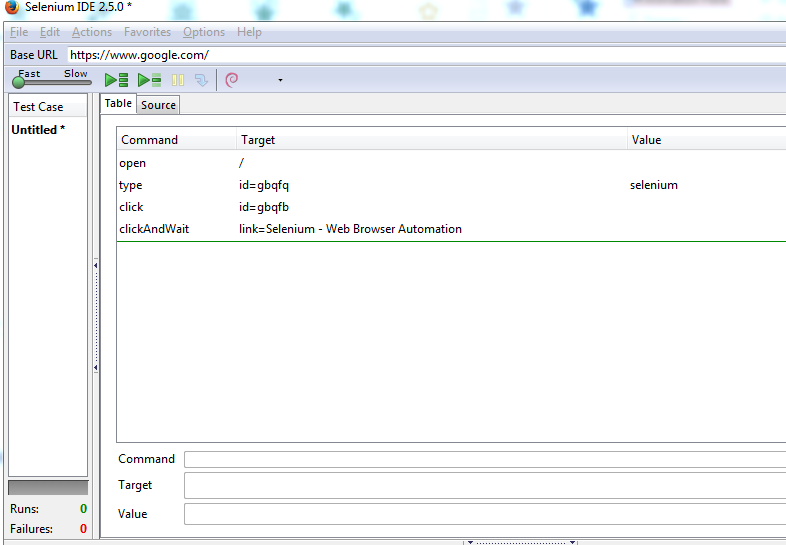 Selenium IDE 2.5.0 *
File Edit Actions Favorites Options Help
Base URL https://www.google.com/
Fast Slow
Test Case
Untitled *
Table Source
Command Target Value
open /
type id=gbqfq selenium
click id=gbqfb
clickAndWait link=Selenium - Web Browser Automation
Command
Target
Value
Runs: 0
Failures: 0